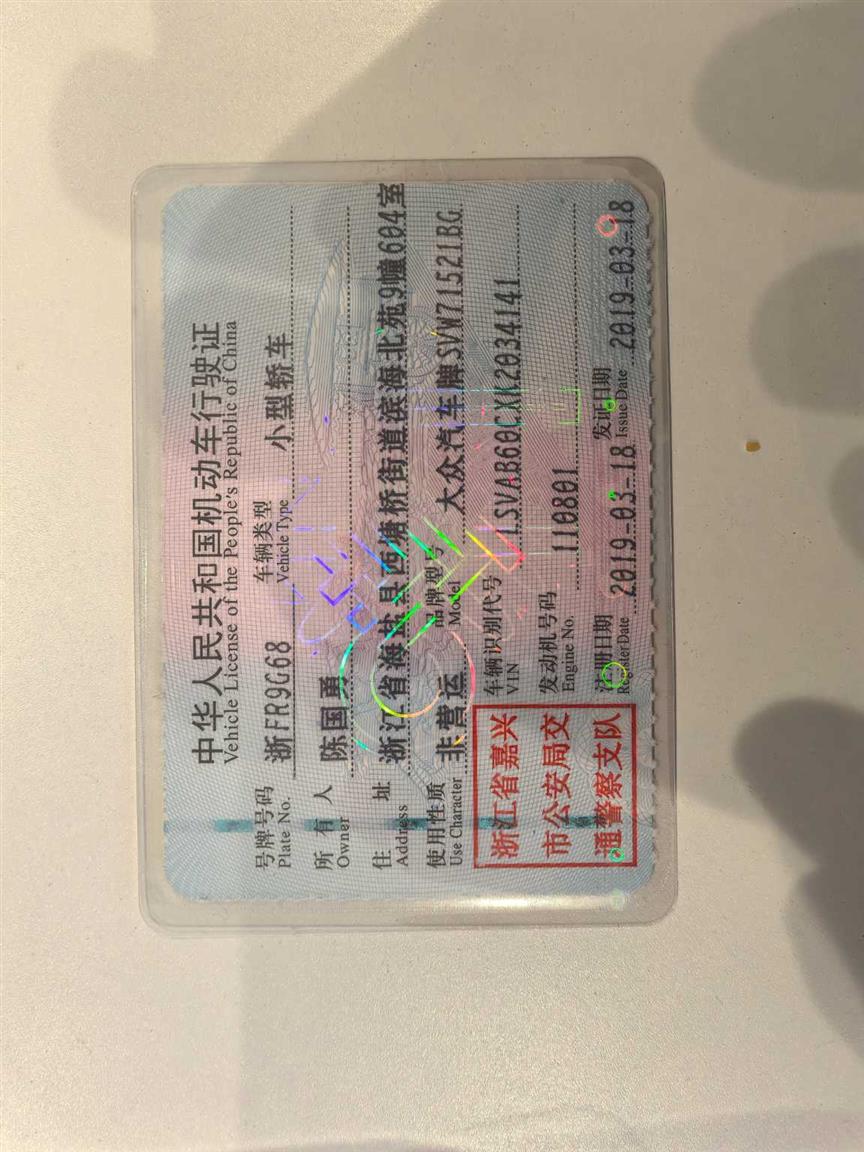 中华人民共和国机动车行驶证
Vehicle License of the People's Republic of China
号牌号码 浙FR9G68 车辆类型 小型轿车
Plate No. Vehicle Type
所有人 陈国勇
Owner
住址 浙江省海盐县西塘桥街道滨海北苑9幢604室
Address
使用性质 非营运 品牌型号 大众汽车牌SVW71521BG
Use Character Model
车辆识别代号 LSVAB60CXK2034141
VIN
发动机号码 110801
Engine No.
注册日期 2019-03-18 发证日期 2019-03-18
Register Date Issue Date
浙江省嘉兴
市公安局交
通警察支队